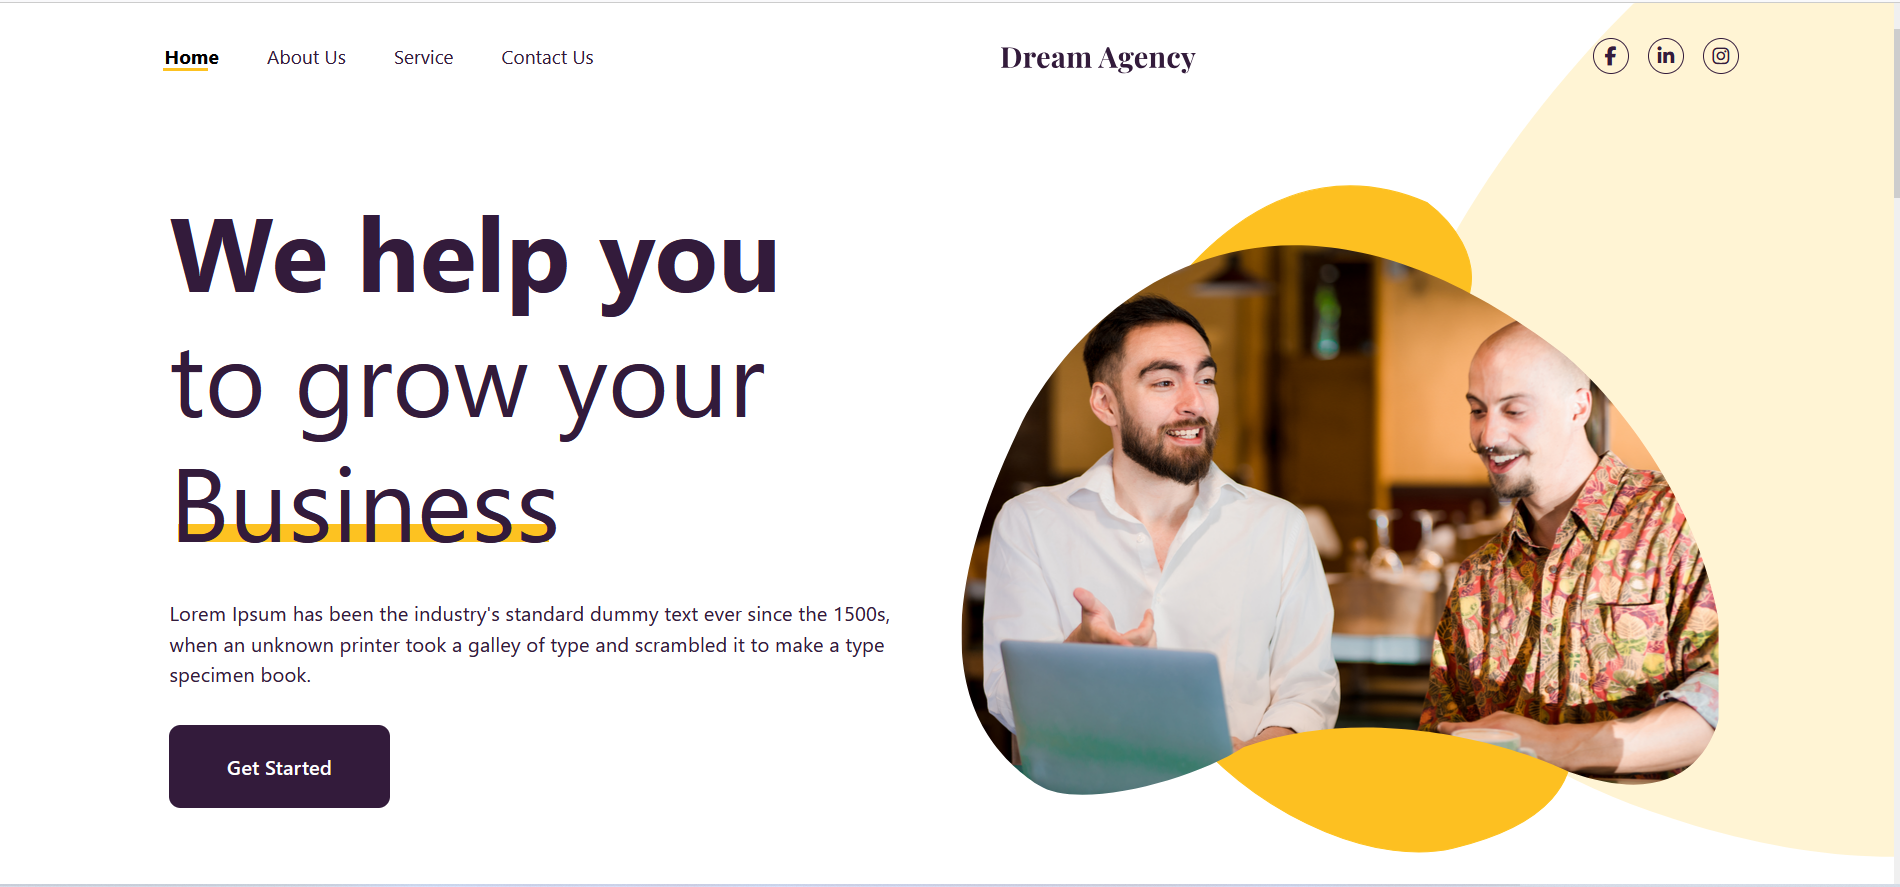 Home About Us Service Contact Us Dream Agency
We help you
to grow your
Business
Lorem Ipsum has been the industry's standard dummy text ever since the 1500s,
when an unknown printer took a galley of type and scrambled it to make a type
specimen book.
Get Started